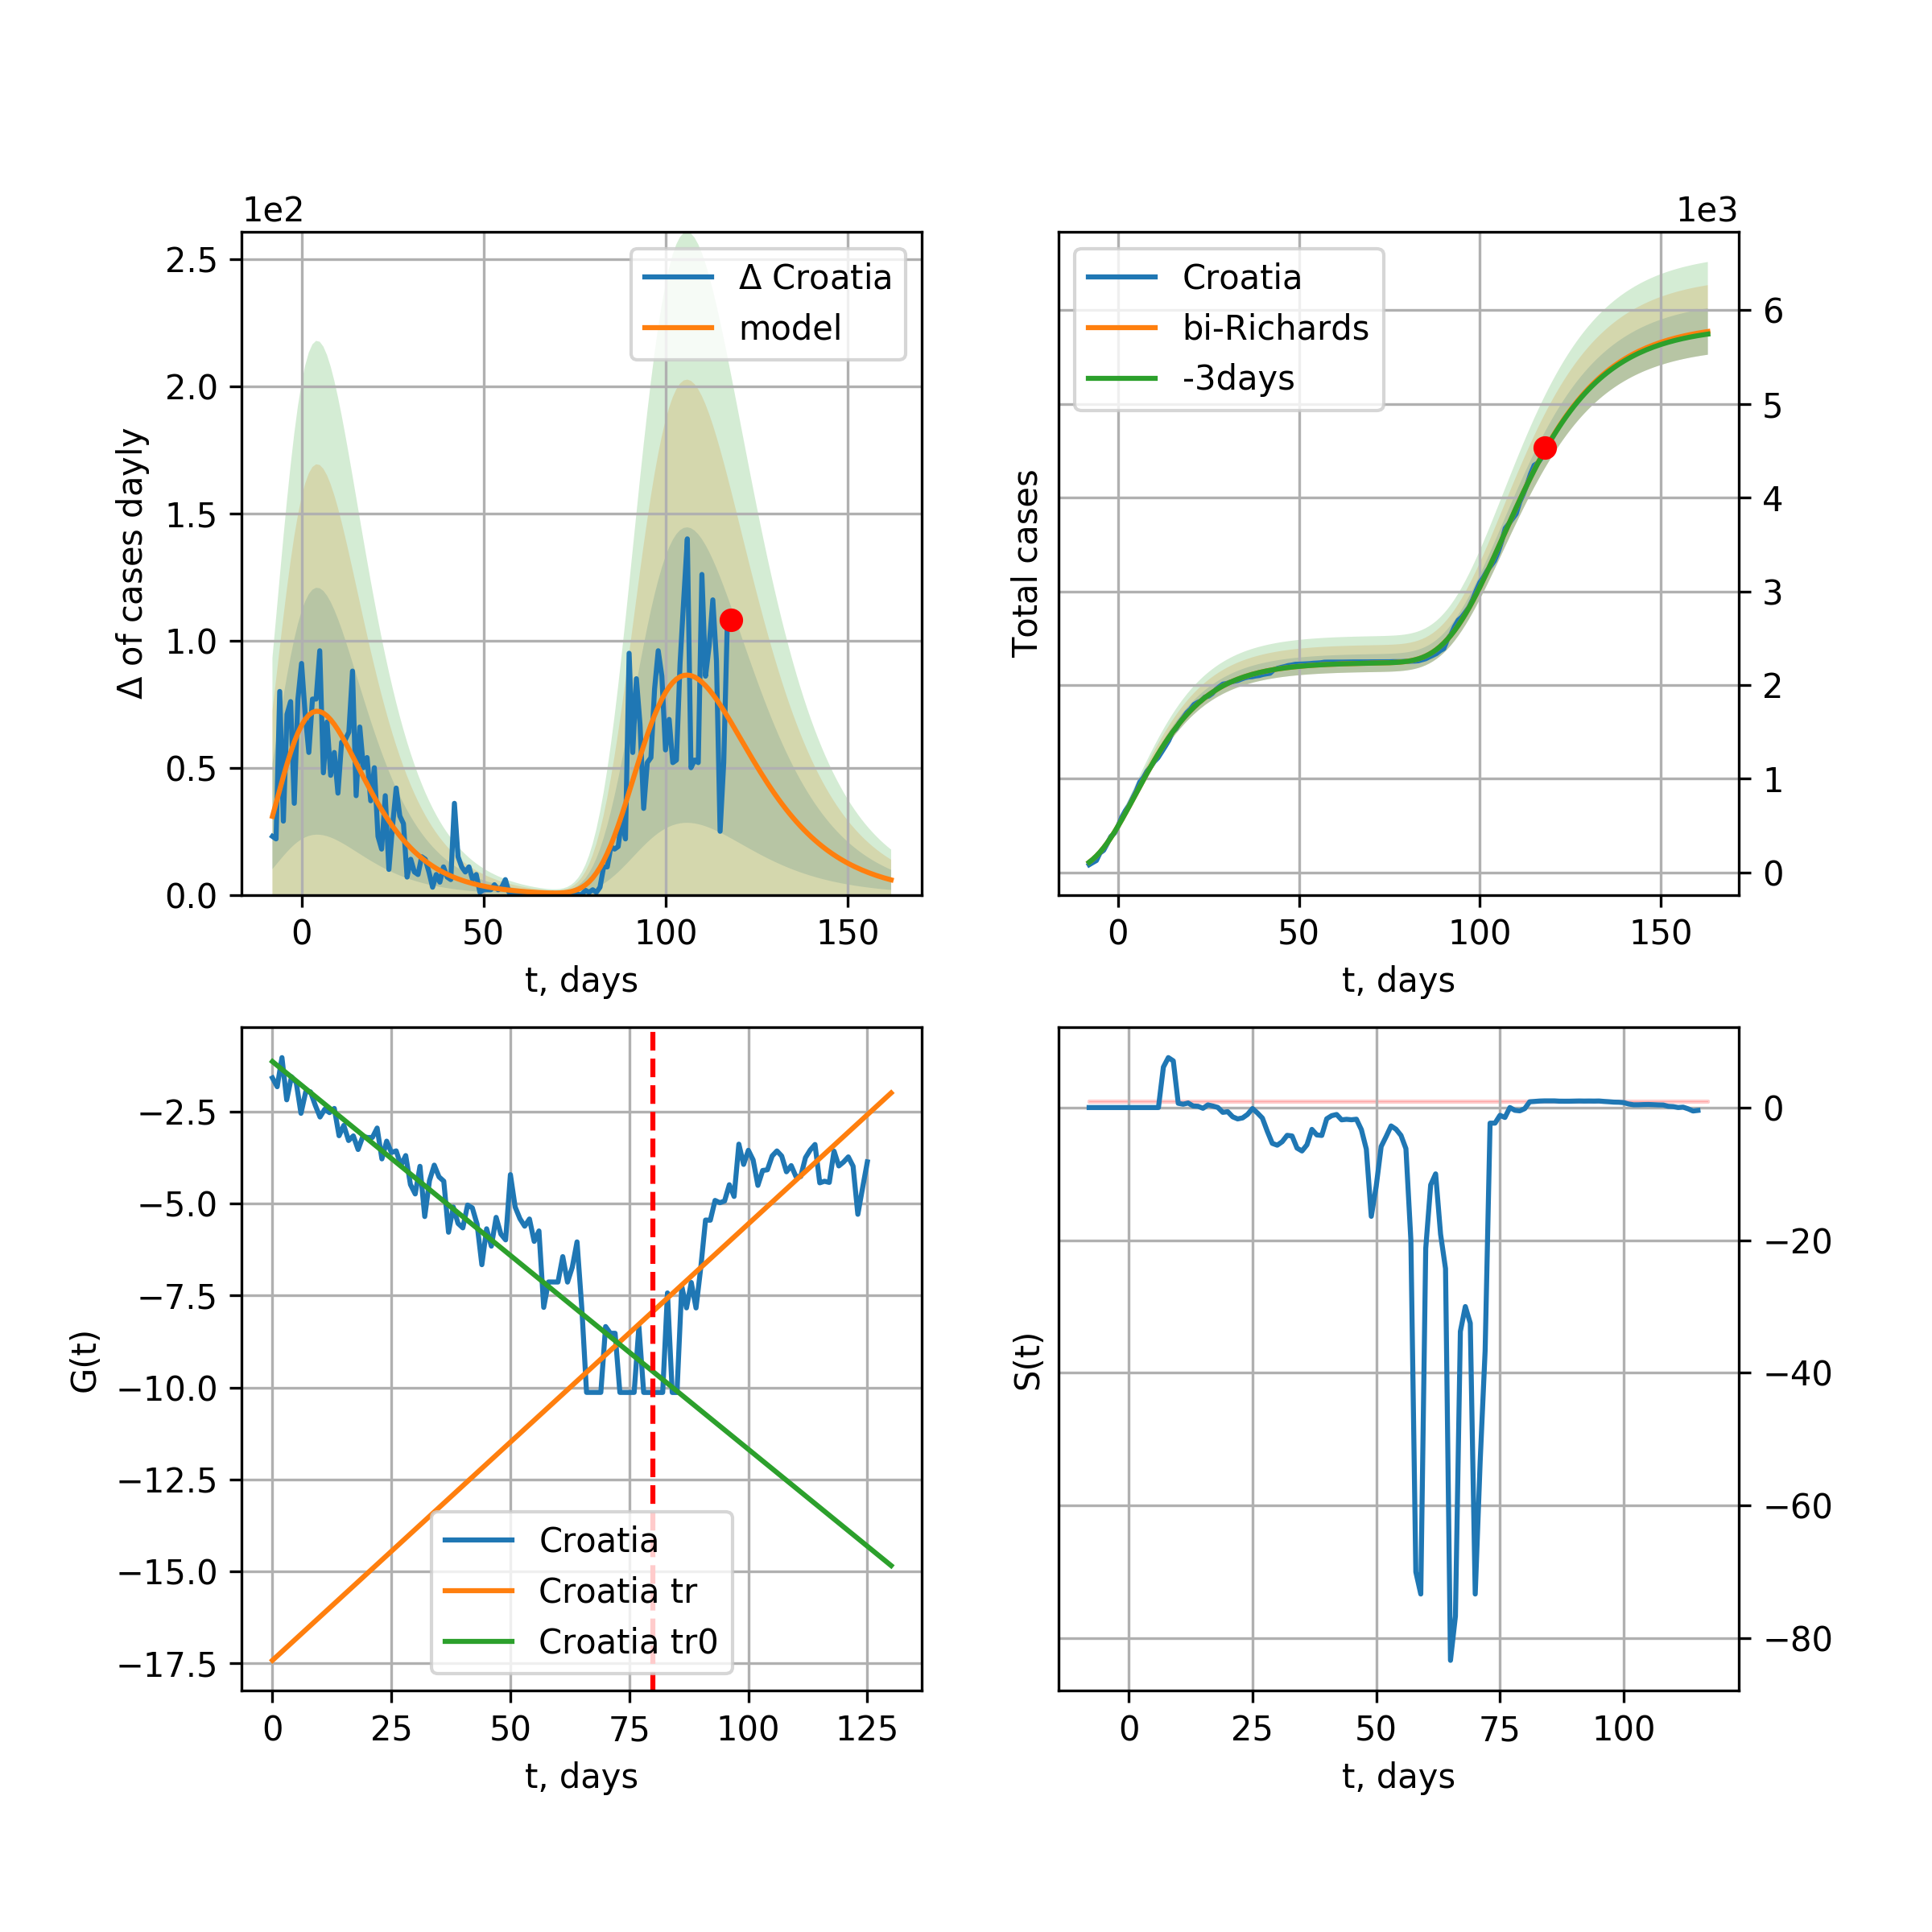 1e2
2.5
2.0
1.5
1.0
0.5
0.0
Δ of cases dayly
Δ Croatia
model
0 50 100 150
t, days
1e3
Croatia
bi-Richards
-3days
Total cases
6
5
4
3
2
1
0
0 50 100 150
t, days
−2.5
−5.0
−7.5
−10.0
−12.5
−15.0
−17.5
G(t)
Croatia
Croatia tr
Croatia tr0
0 25 50 75 100 125
t, days
S(t)
0
−20
−40
−60
−80
0 25 50 75 100
t, days